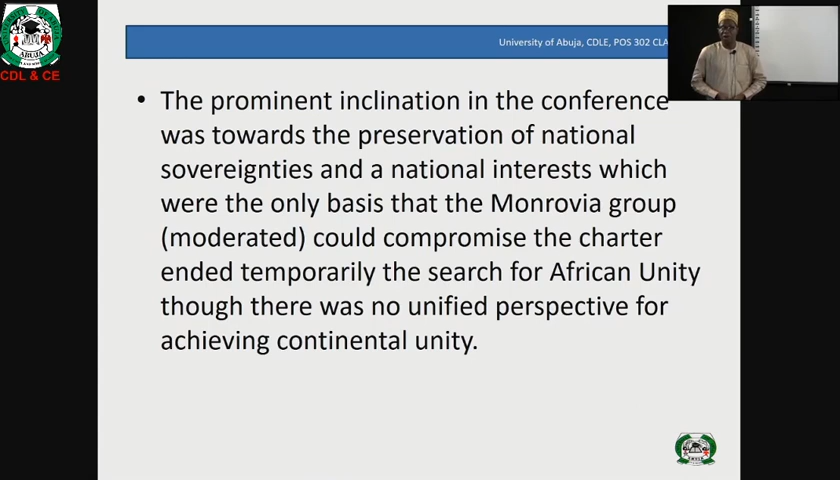 CDL & CE
ABUJA
University of Abuja, CDLE, POS 302 CLA
• The prominent inclination in the conference
was towards the preservation of national
sovereignties and a national interests which
were the only basis that the Monrovia group
(moderated) could compromise the charter
ended temporarily the search for African Unity
though there was no unified perspective for
achieving continental unity.